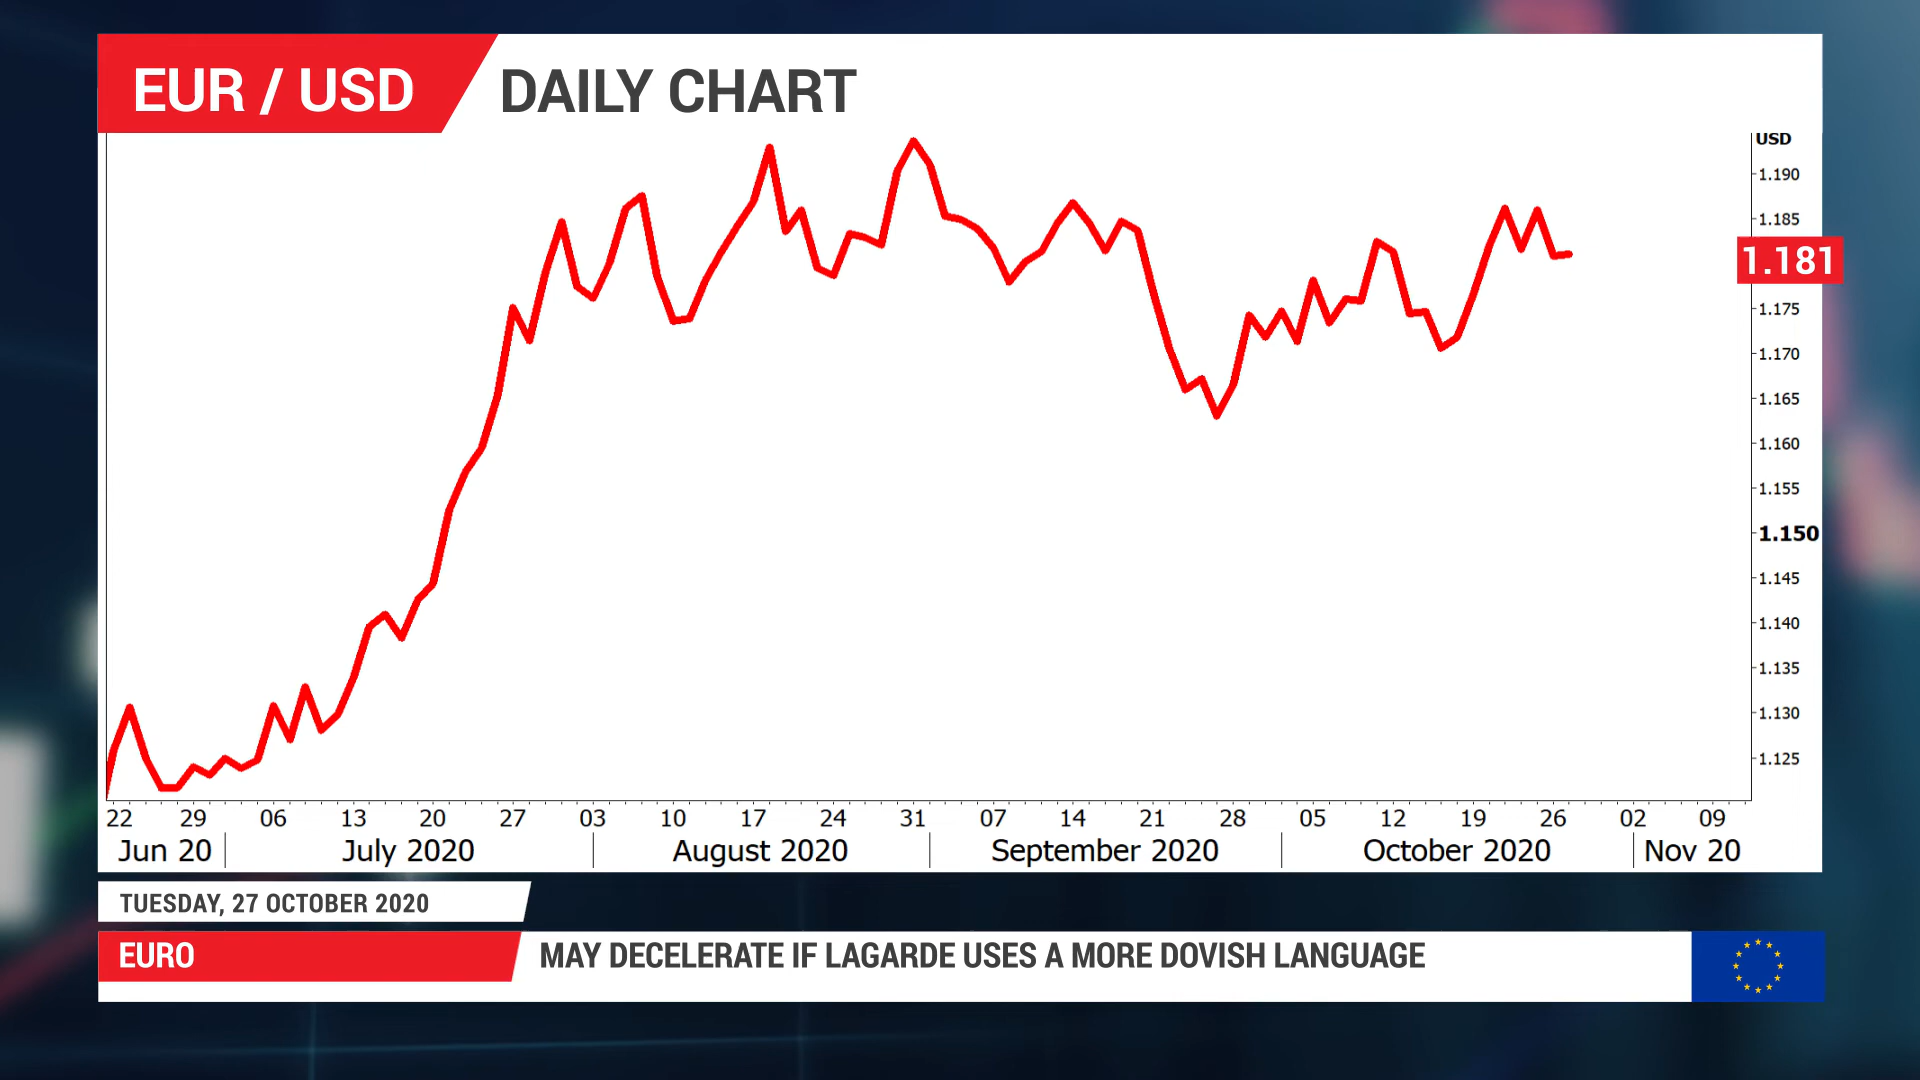 EUR / USD DAILY CHART
USD
1.190
1.185
1.181
1.175
1.170
1.165
1.160
1.155
1.150
1.145
1.140
1.135
1.130
1.125
22 29 06 13 20 27 03 10 17 24 31 07 14 21 28 05 12 19 26 02 09
Jun 20 July 2020 August 2020 September 2020 October 2020 Nov 20
TUESDAY, 27 OCTOBER 2020
EURO MAY DECELERATE IF LAGARDE USES A MORE DOVISH LANGUAGE